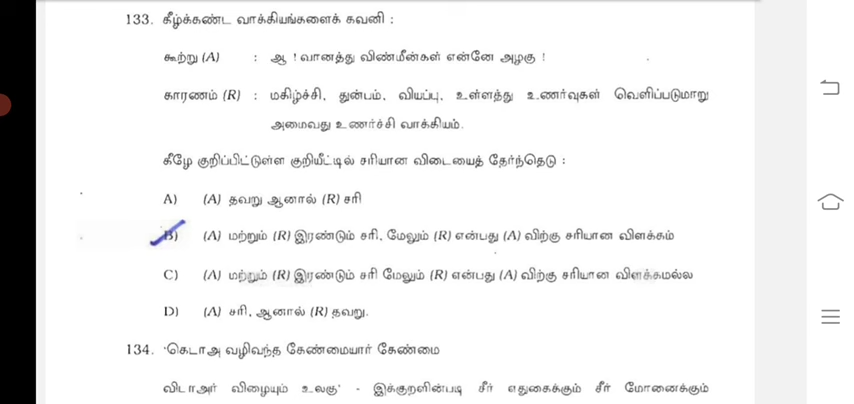 133. கீழ்க்கண்ட வாக்கியங்களைக் கவனி :
கூற்று (A) : ஆ ! வானத்து விண்மீன்கள் என்னே அழகு !
காரணம் (R) : மகிழ்ச்சி, துன்பம், வியப்பு, உள்ளத்து உணர்வுகள் வெளிப்படுமாறு
அமைவது உணர்ச்சி வாக்கியம்.
கீழே குறிப்பிட்டுள்ள குறியீட்டில் சரியான விடையைத் தேர்ந்தெடு :
A) (A) தவறு ஆனால் (R) சரி
B) (A) மற்றும் (R) இரண்டும் சரி, மேலும் (R) என்பது (A) விற்கு சரியான விளக்கம்
C) (A) மற்றும் (R) இரண்டும் சரி மேலும் (R) என்பது (A) விற்கு சரியான விளக்கமல்ல
D) (A) சரி, ஆனால் (R) தவறு.
134. 'கெடாஅ வழிவந்த கேண்மையார் கேண்மை
விடாஅர் விழையும் உலகு' - இக்குறளின்படி சீர் எதுகைக்கும் சீர் மோனைக்கும்